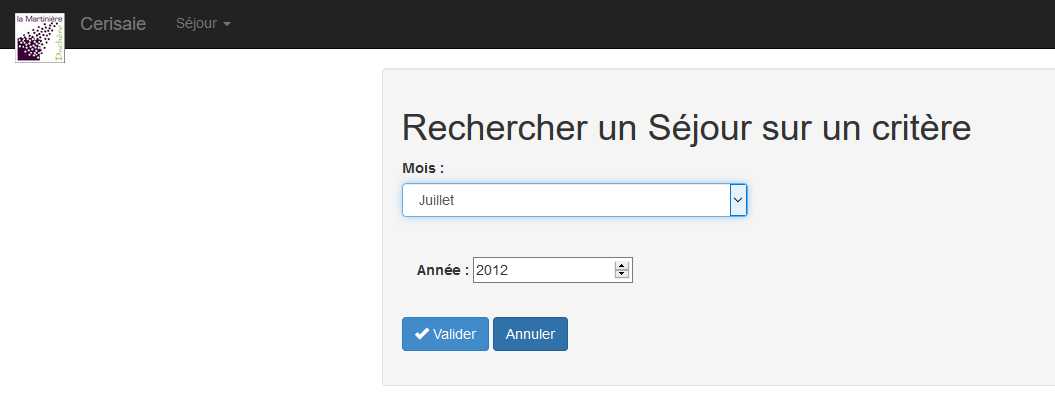 la Martinière
Duchère
Cerisaie
Séjour
Rechercher un Séjour sur un critère
Mois :
Juillet
Année : 2012
Valider Annuler